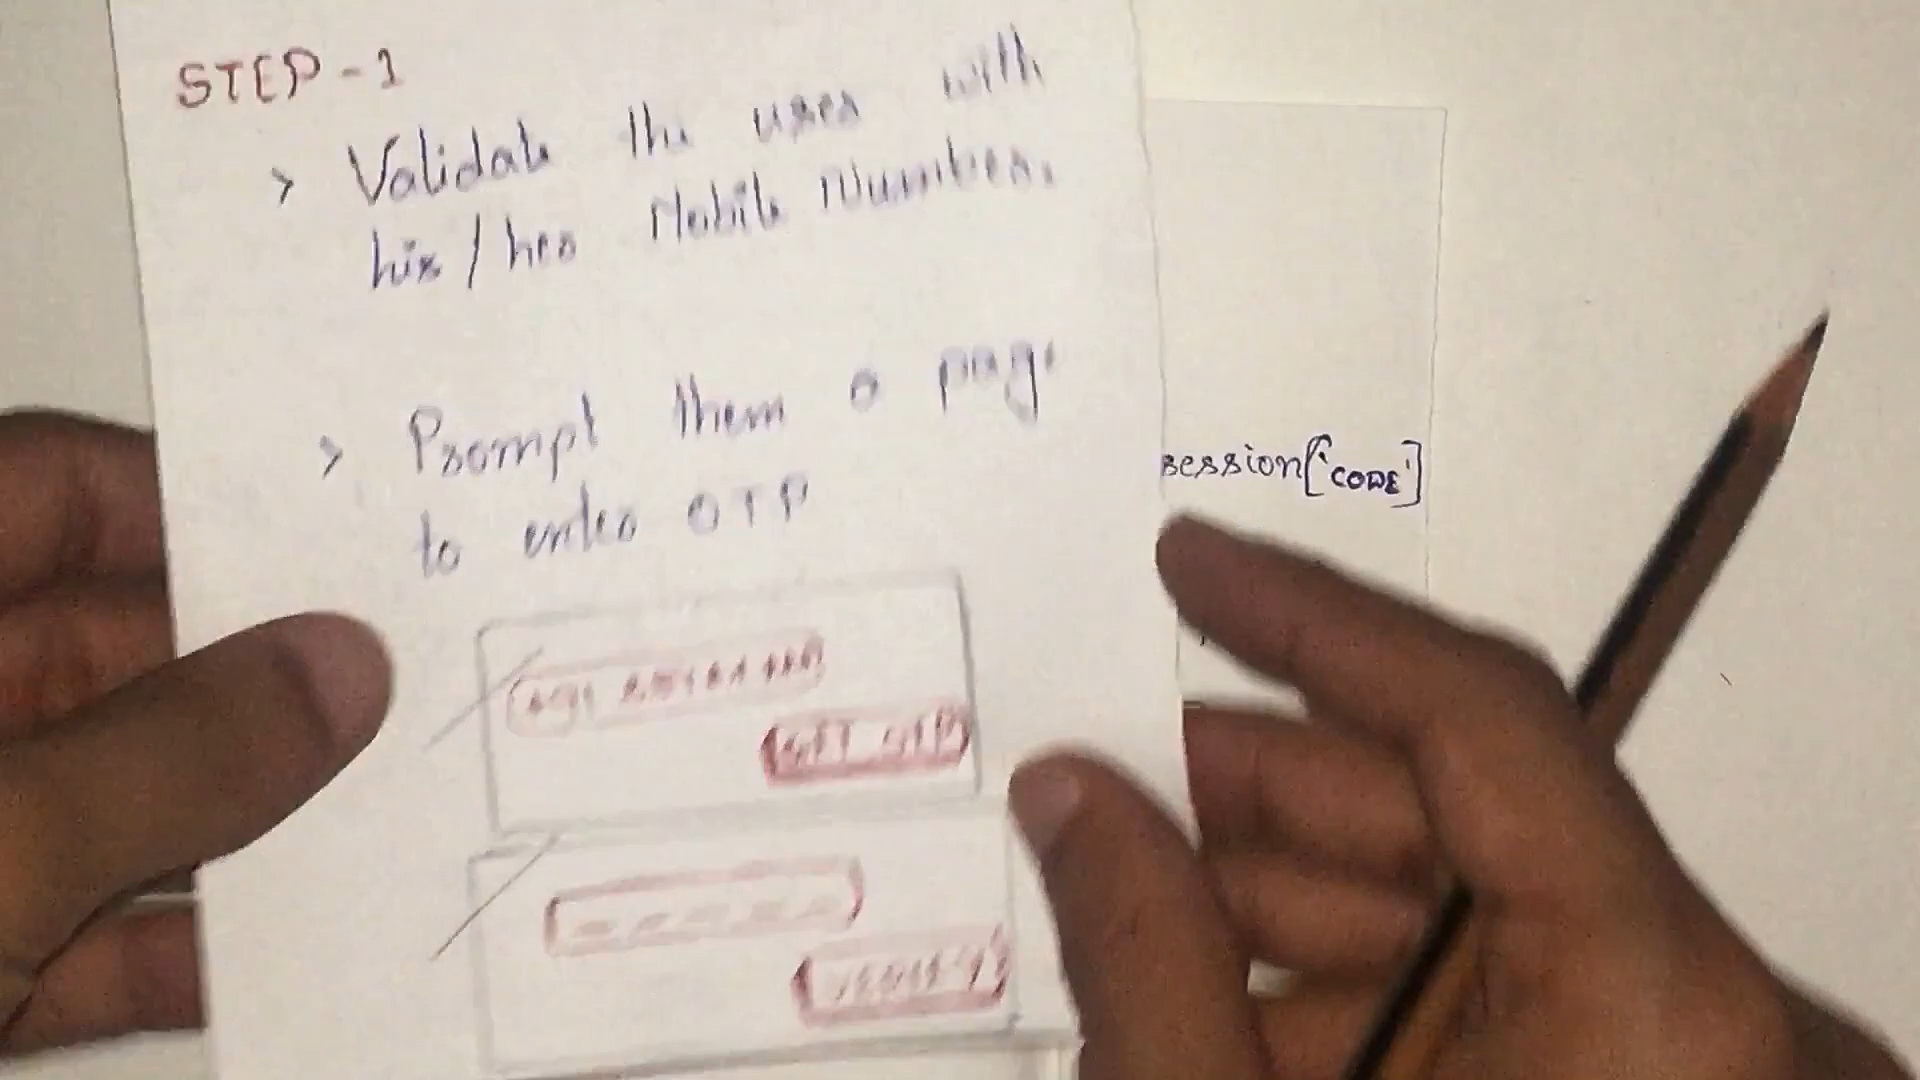 STEP-1
> Validate the user with
his/her Mobile Number.
> Prompt them a page
to enter OTP
GET OTP
VERIFY
session['CODE']